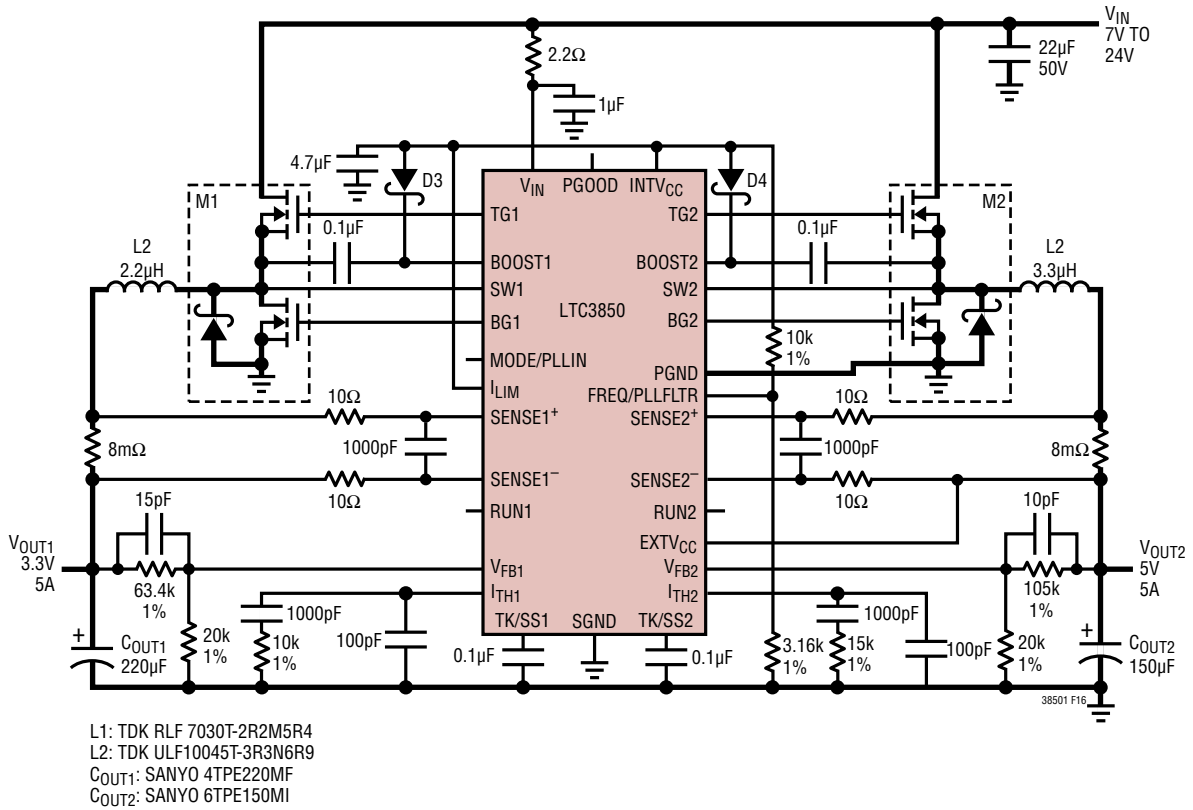 VIN
7V TO
24V
22µF
50V
2.2Ω
1µF
4.7µF
D3
D4
VIN
PGOOD
INTVCC
M1
M2
TG1
TG2
0.1µF
0.1µF
L2
2.2µH
L2
3.3µH
BOOST1
BOOST2
SW1
SW2
LTC3850
BG1
BG2
10k
1%
MODE/PLLIN
PGND
ILIM
FREQ/PLLFLTR
10Ω
10Ω
SENSE1+
SENSE2+
8mΩ
1000pF
1000pF
8mΩ
SENSE1–
SENSE2–
10Ω
10Ω
15pF
10pF
RUN1
RUN2
EXTVCC
VOUT1
3.3V
5A
VOUT2
5V
5A
VFB1
VFB2
63.4k
1%
105k
1%
ITH1
ITH2
1000pF
1000pF
TK/SS1
SGND
TK/SS2
COUT1
220µF
+
20k
1%
10k
1%
100pF
0.1µF
0.1µF
3.16k
1%
15k
1%
100pF
20k
1%
+
COUT2
150µF
38501 F16
L1: TDK RLF 7030T-2R2M5R4
L2: TDK ULF10045T-3R3N6R9
COUT1: SANYO 4TPE220MF
COUT2: SANYO 6TPE150MI